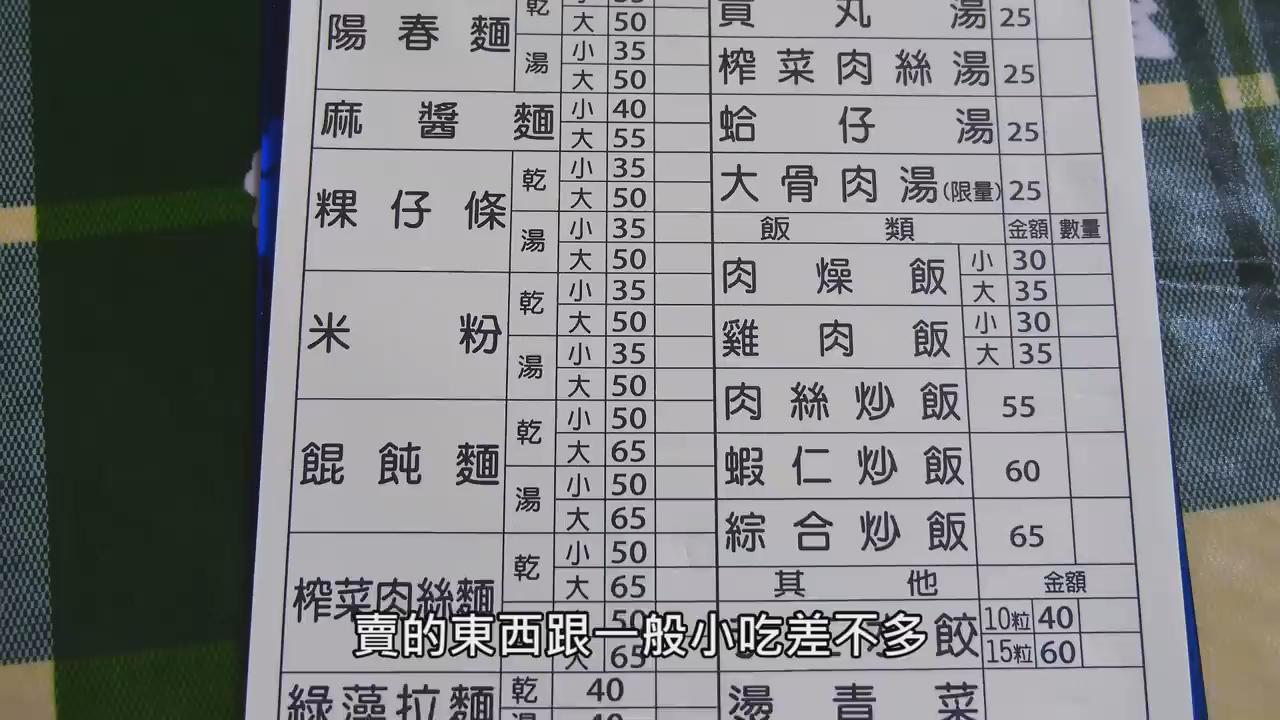 陽春麵 乾 大 50
湯 小 35
大 50
麻醬麵 小 40
大 55
粿仔條 乾 小 35
大 50
湯 小 35
大 50
米粉 乾 小 35
大 50
湯 小 35
大 50
餛飩麵 乾 小 50
大 65
湯 小 50
大 65
榨菜肉絲麵 乾 小 50
大 65
50
大 65
綠藻拉麵 乾 40
湯 40
貢丸湯 25
榨菜肉絲湯 25
蛤仔湯 25
大骨肉湯(限量) 25
飯類 金額 數量
肉燥飯 小 30
大 35
雞肉飯 小 30
大 35
肉絲炒飯 55
蝦仁炒飯 60
綜合炒飯 65
其他 金額
餃 10粒 40
15粒 60
燙青菜
賣的東西跟一般小吃差不多